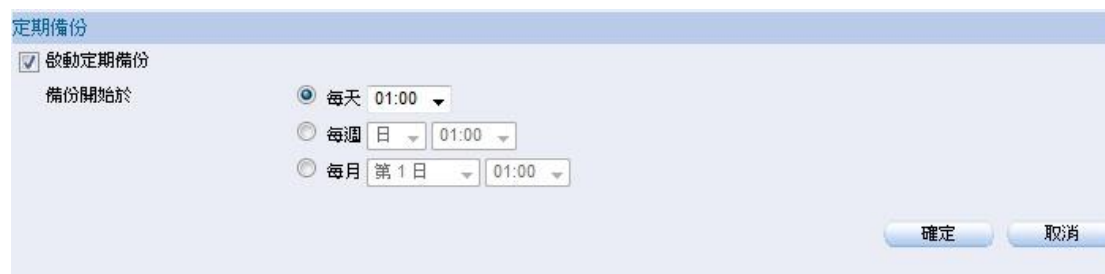 定期備份
啟動定期備份
備份開始於 每天 01:00
每週 日 01:00
每月 第 1 日 01:00
確定 取消